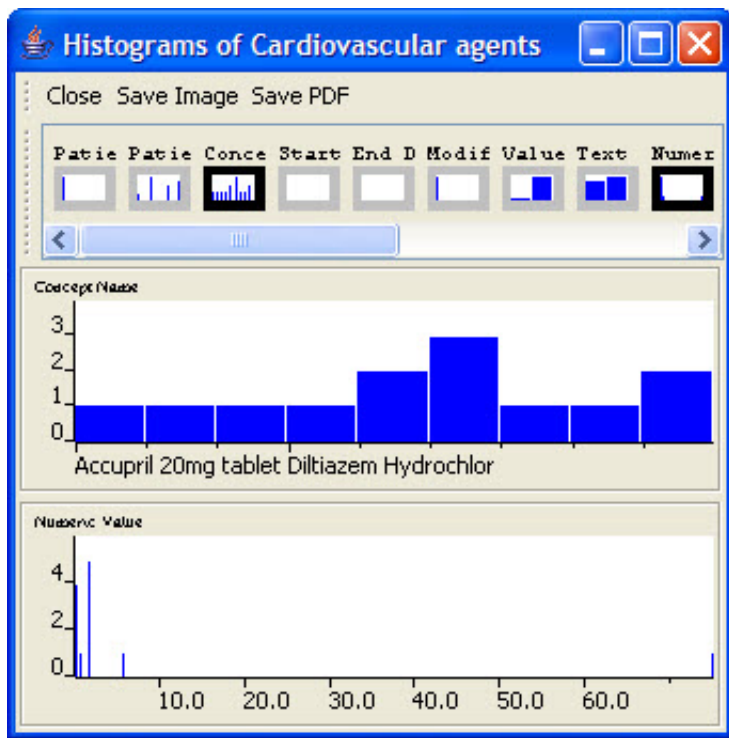 Histograms of Cardiovascular agents
Close Save Image Save PDF
Patie Patie Conce Start End D Modif Value Text Numer
Concept Name
3
2
1
0
Accupril 20mg tablet Diltiazem Hydrochlor
Numeric Value
4
2
0
10.0 20.0 30.0 40.0 50.0 60.0